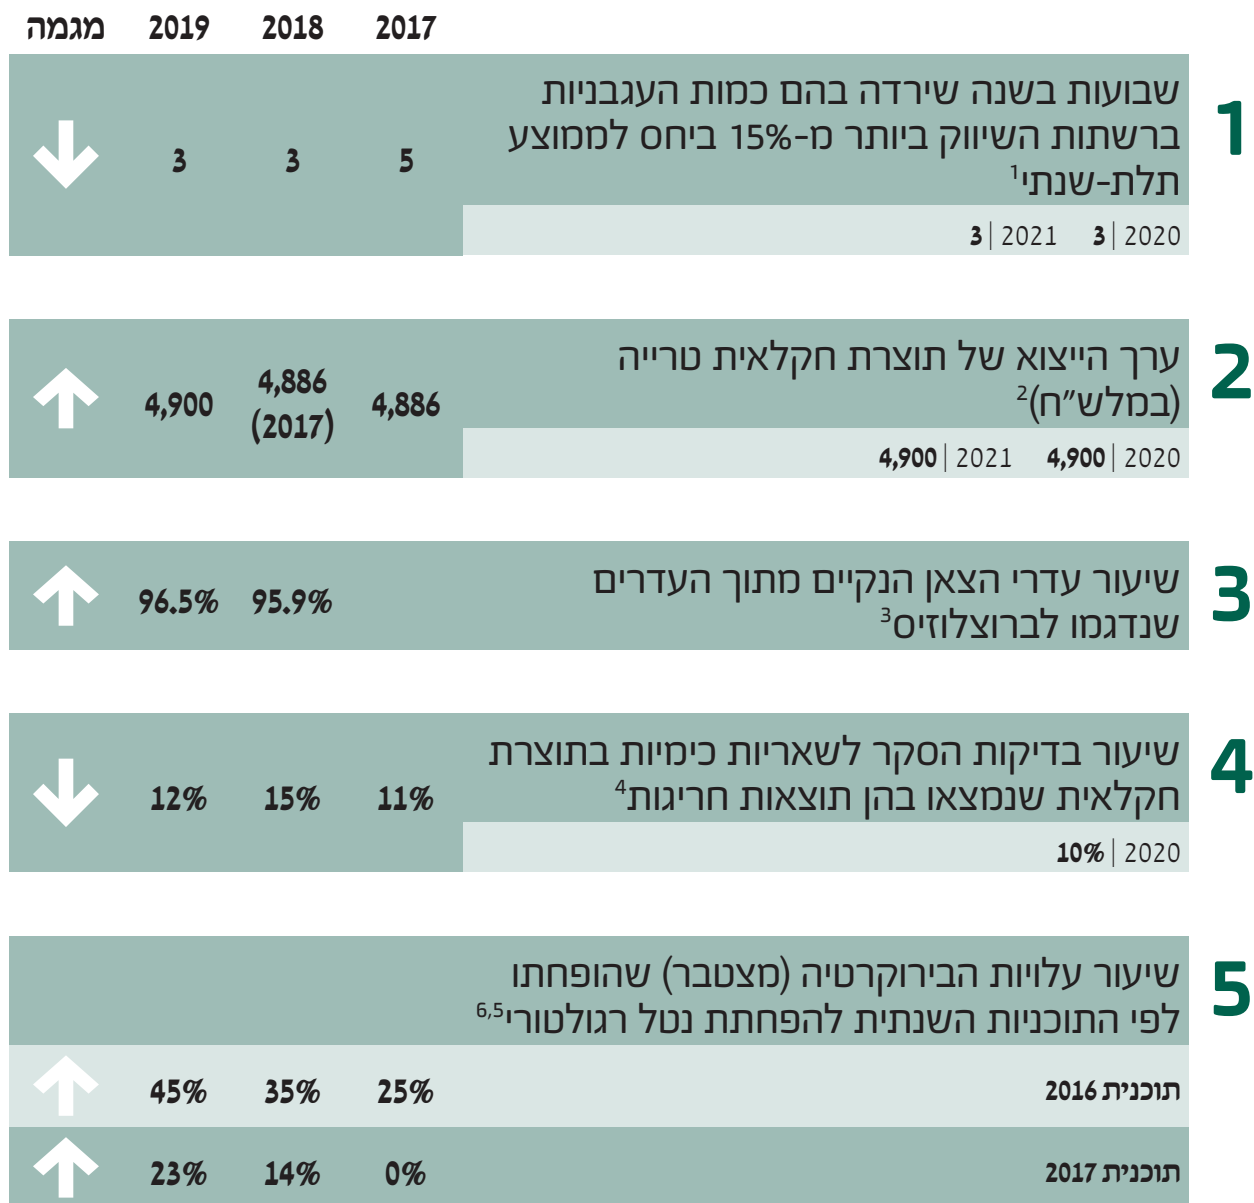 2017 2018 2019 מגמה
1
שבועות בשנה שירדה בהם כמות העגבניות
ברשתות השיווק ביותר מ-15% ביחס לממוצע
תלת-שנתי¹
5 3 3
2020 | 3 2021 | 3
2
ערך הייצוא של תוצרת חקלאית טרייה
(במלש"ח)²
4,886 4,886 4,900
(2017)
2020 | 4,900 2021 | 4,900
3
שיעור עדרי הצאן הנקיים מתוך העדרים
שנדגמו לברוצלוזיס³
95.9% 96.5%
4
שיעור בדיקות הסקר לשאריות כימיות בתוצרת
חקלאית שנמצאו בהן תוצאות חריגות⁴
11% 15% 12%
2020 | 10%
5
שיעור עלויות הבירוקרטיה (מצטבר) שהופחתו
לפי התוכניות השנתית להפחתת נטל רגולטורי⁶,⁵
תוכנית 2016 25% 35% 45%
תוכנית 2017 0% 14% 23%